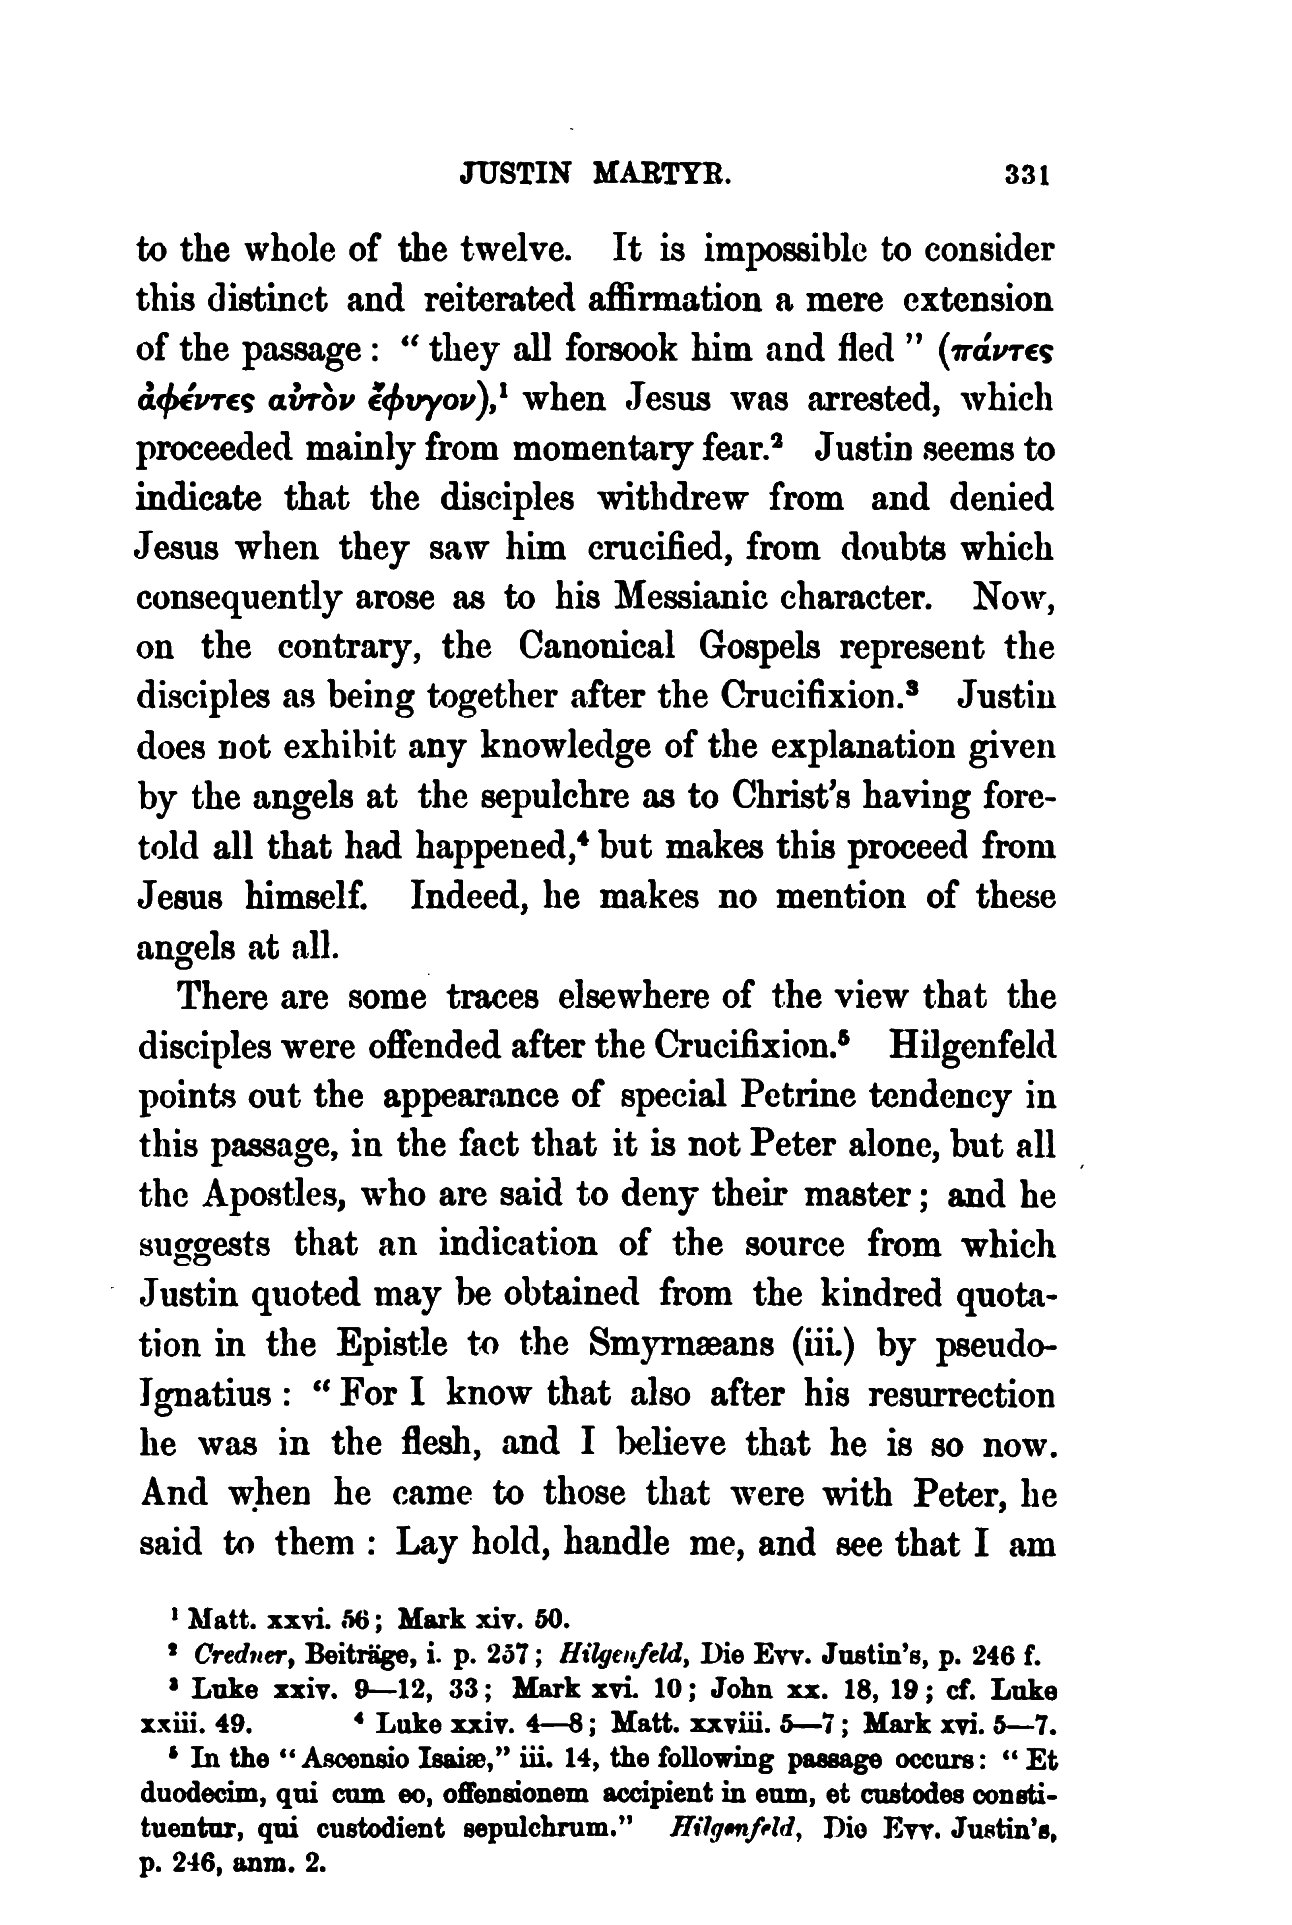 JUSTIN MARTYR. 331
to the whole of the twelve. It is impossible to consider
this distinct and reiterated affirmation a mere extension
of the passage : “ they all forsook him and fled ” (πάντες
ἀφέντες αὐτὸν ἔφυγον),¹ when Jesus was arrested, which
proceeded mainly from momentary fear.² Justin seems to
indicate that the disciples withdrew from and denied
Jesus when they saw him crucified, from doubts which
consequently arose as to his Messianic character. Now,
on the contrary, the Canonical Gospels represent the
disciples as being together after the Crucifixion.³ Justin
does not exhibit any knowledge of the explanation given
by the angels at the sepulchre as to Christ’s having fore-
told all that had happened,⁴ but makes this proceed from
Jesus himself. Indeed, he makes no mention of these
angels at all.
There are some traces elsewhere of the view that the
disciples were offended after the Crucifixion.⁵ Hilgenfeld
points out the appearance of special Petrine tendency in
this passage, in the fact that it is not Peter alone, but all
the Apostles, who are said to deny their master ; and he
suggests that an indication of the source from which
Justin quoted may be obtained from the kindred quota-
tion in the Epistle to the Smyrnæans (iii.) by pseudo-
Ignatius : “ For I know that also after his resurrection
he was in the flesh, and I believe that he is so now.
And when he came to those that were with Peter, he
said to them : Lay hold, handle me, and see that I am
¹ Matt. xxvi. 56 ; Mark xiv. 50.
² Credner, Beiträge, i. p. 257 ; Hilgenfeld, Die Evv. Justin’s, p. 246 f.
³ Luke xxiv. 9—12, 33 ; Mark xvi. 10 ; John xx. 18, 19 ; cf. Luke
xxiii. 49. ⁴ Luke xxiv. 4—8 ; Matt. xxviii. 5—7 ; Mark xvi. 5—7.
⁵ In the “ Ascensio Isaiæ,” iii. 14, the following passage occurs : “ Et
duodecim, qui cum eo, offensionem accipient in eum, et custodes consti-
tuentur, qui custodient sepulchrum.” Hilgenfeld, Die Evv. Justin’s,
p. 246, anm. 2.